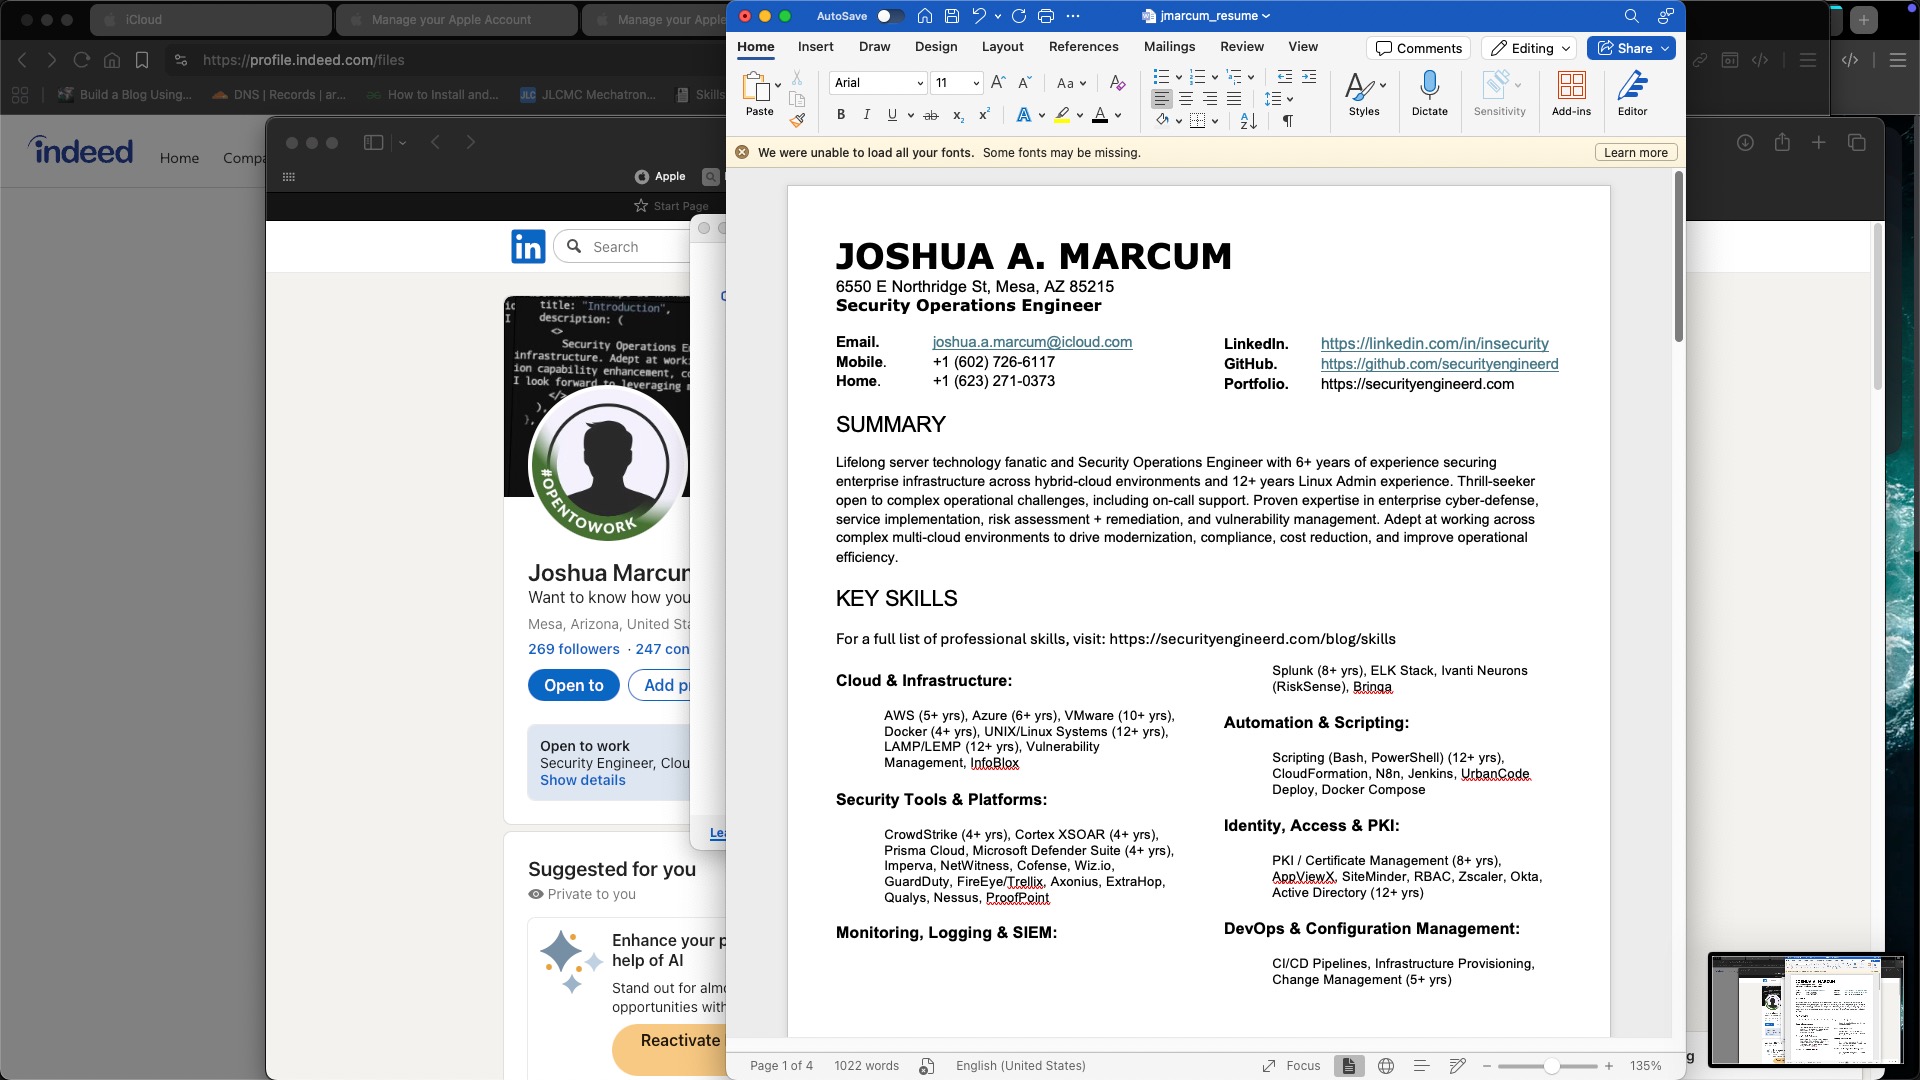 iCloud
Manage your Apple Account
Manage your Apple
https://profile.indeed.com/files
Build a Blog Using...
DNS | Records | ar...
How to Install and...
JLC JLCMC Mechatron...
Skills
indeed
Home
Compa
Apple
Start Page
in
Search
title: "Introduction",
description: (
<>
Security Operations E
infrastructure. Adept at work
ion capability enhancement, c
I look forward to leveraging
#OPENTOWORK
Joshua Marcum
Want to know how you
Mesa, Arizona, United Sta
269 followers · 247 con
Open to
Add pr
Open to work
Security Engineer, Clou
Show details
Suggested for you
Private to you
Enhance your p
help of AI
Stand out for almo
opportunities with
Reactivate
Lea
AutoSave
jmarcum_resume
Home
Insert
Draw
Design
Layout
References
Mailings
Review
View
Comments
Editing
Share
Paste
Arial
11
Aa
B I U ab x₂ x²
A
Styles
Dictate
Sensitivity
Add-ins
Editor
We were unable to load all your fonts. Some fonts may be missing.
Learn more
JOSHUA A. MARCUM
6550 E Northridge St, Mesa, AZ 85215
Security Operations Engineer
Email. joshua.a.marcum@icloud.com
Mobile. +1 (602) 726-6117
Home. +1 (623) 271-0373
LinkedIn. https://linkedin.com/in/insecurity
GitHub. https://github.com/securityengineerd
Portfolio. https://securityengineerd.com
SUMMARY
Lifelong server technology fanatic and Security Operations Engineer with 6+ years of experience securing
enterprise infrastructure across hybrid-cloud environments and 12+ years Linux Admin experience. Thrill-seeker
open to complex operational challenges, including on-call support. Proven expertise in enterprise cyber-defense,
service implementation, risk assessment + remediation, and vulnerability management. Adept at working across
complex multi-cloud environments to drive modernization, compliance, cost reduction, and improve operational
efficiency.
KEY SKILLS
For a full list of professional skills, visit: https://securityengineerd.com/blog/skills
Cloud & Infrastructure:
AWS (5+ yrs), Azure (6+ yrs), VMware (10+ yrs),
Docker (4+ yrs), UNIX/Linux Systems (12+ yrs),
LAMP/LEMP (12+ yrs), Vulnerability
Management, InfoBlox
Security Tools & Platforms:
CrowdStrike (4+ yrs), Cortex XSOAR (4+ yrs),
Prisma Cloud, Microsoft Defender Suite (4+ yrs),
Imperva, NetWitness, Cofense, Wiz.io,
GuardDuty, FireEye/Trellix, Axonius, ExtraHop,
Qualys, Nessus, ProofPoint
Monitoring, Logging & SIEM:
Splunk (8+ yrs), ELK Stack, Ivanti Neurons
(RiskSense), Bringa
Automation & Scripting:
Scripting (Bash, PowerShell) (12+ yrs),
CloudFormation, N8n, Jenkins, UrbanCode
Deploy, Docker Compose
Identity, Access & PKI:
PKI / Certificate Management (8+ yrs),
AppViewX, SiteMinder, RBAC, Zscaler, Okta,
Active Directory (12+ yrs)
DevOps & Configuration Management:
CI/CD Pipelines, Infrastructure Provisioning,
Change Management (5+ yrs)
Page 1 of 4
1022 words
English (United States)
Focus
135%
g